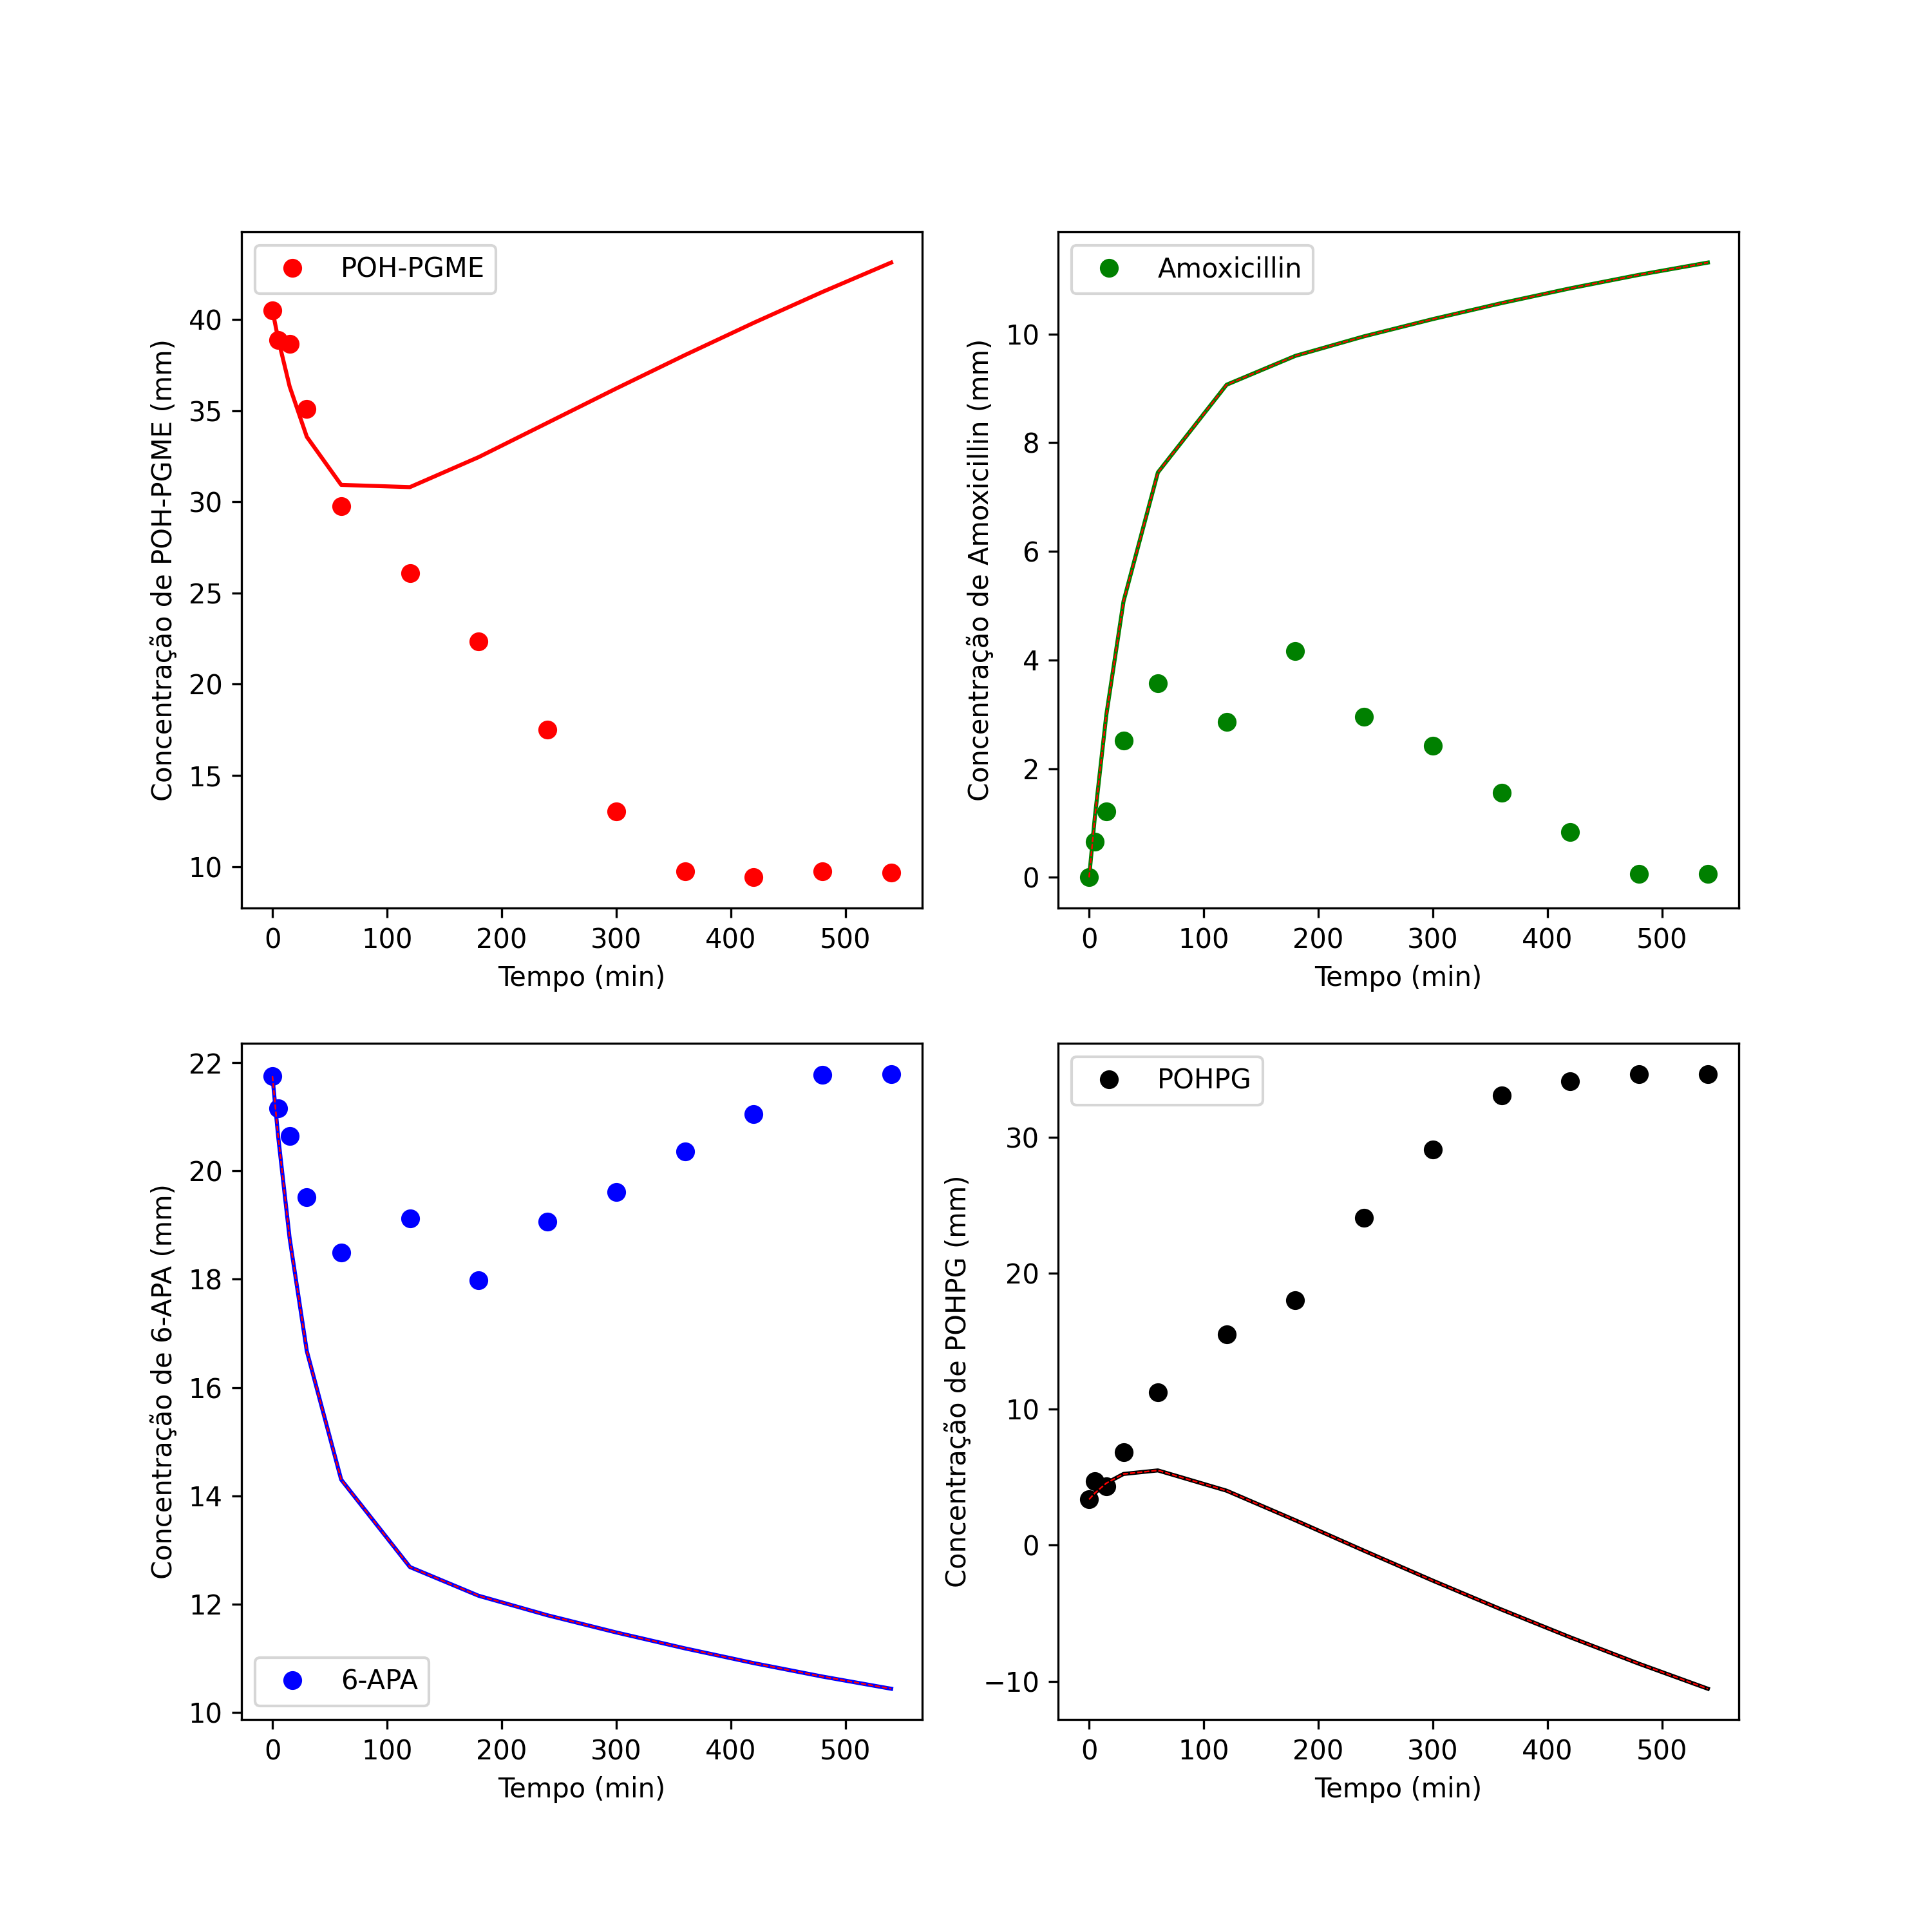 POH-PGME
Concentração de POH-PGME (mm)
40
35
30
25
20
15
10
0 100 200 300 400 500
Tempo (min)
Amoxicillin
Concentração de Amoxicillin (mm)
10
8
6
4
2
0
0 100 200 300 400 500
Tempo (min)
6-APA
Concentração de 6-APA (mm)
22
20
18
16
14
12
10
0 100 200 300 400 500
Tempo (min)
POHPG
Concentração de POHPG (mm)
30
20
10
0
−10
0 100 200 300 400 500
Tempo (min)